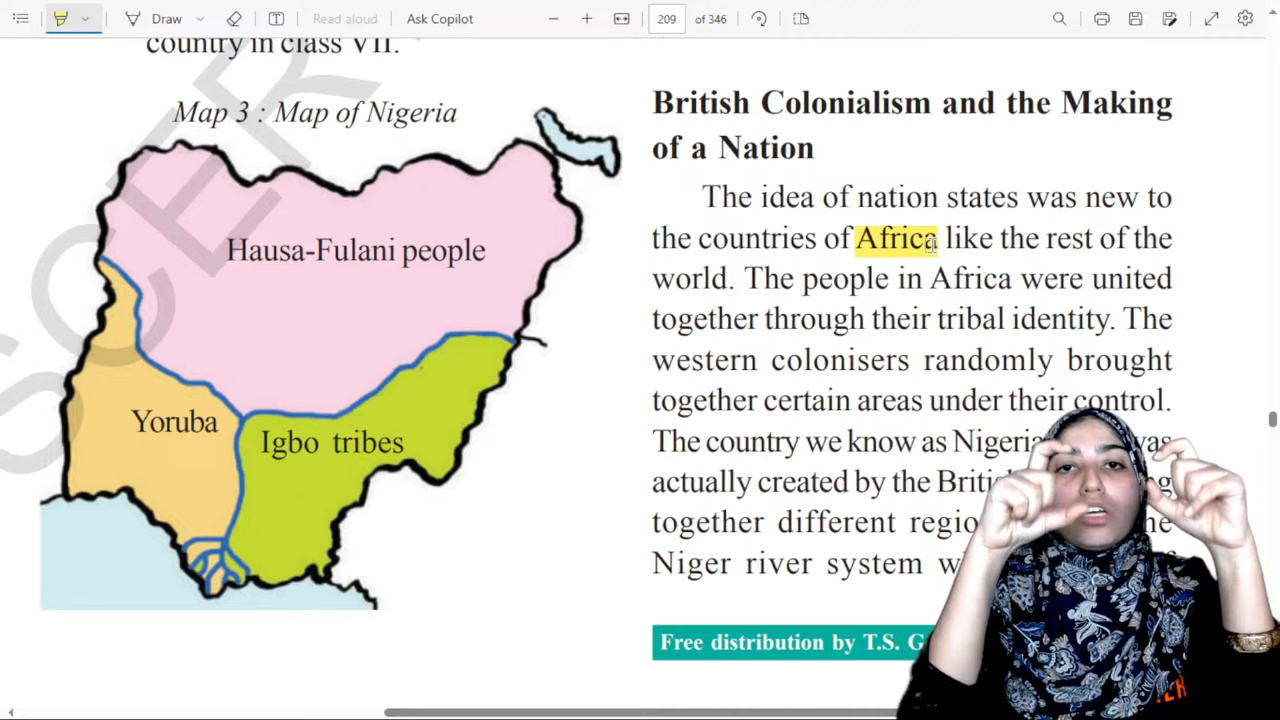 Read aloud
Ask Copilot
Draw
209 of 346
country in class VII.
Map 3 : Map of Nigeria
Hausa-Fulani people
Yoruba
Igbo tribes
SCER
British Colonialism and the Making
of a Nation
The idea of nation states was new to
the countries of Africa like the rest of the
world. The people in Africa were united
together through their tribal identity. The
western colonisers randomly brought
together certain areas under their control.
The country we know as Nigeria
actually created by the
together different
Niger river system
Free distribution by T.S.